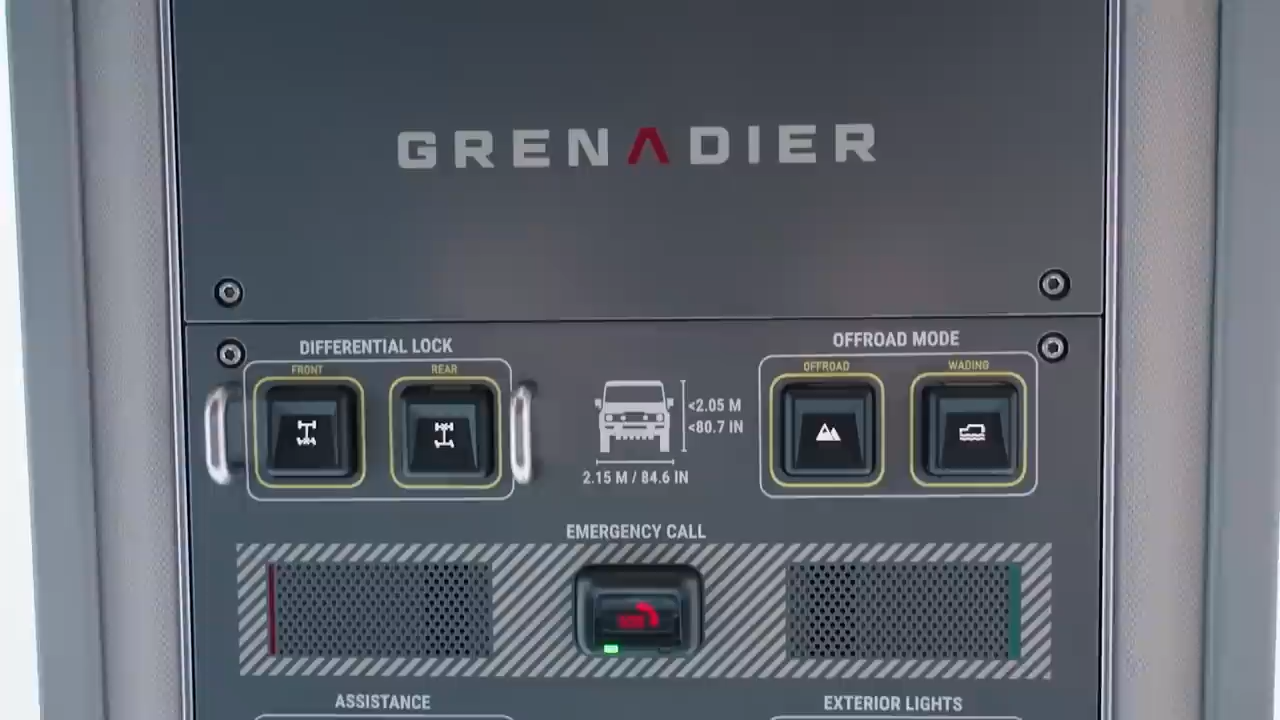 GRENADIER
DIFFERENTIAL LOCK
FRONT
REAR
<2.05 M
<80.7 IN
2.15 M / 84.6 IN
OFFROAD MODE
OFFROAD
WADING
EMERGENCY CALL
SOS
ASSISTANCE
EXTERIOR LIGHTS